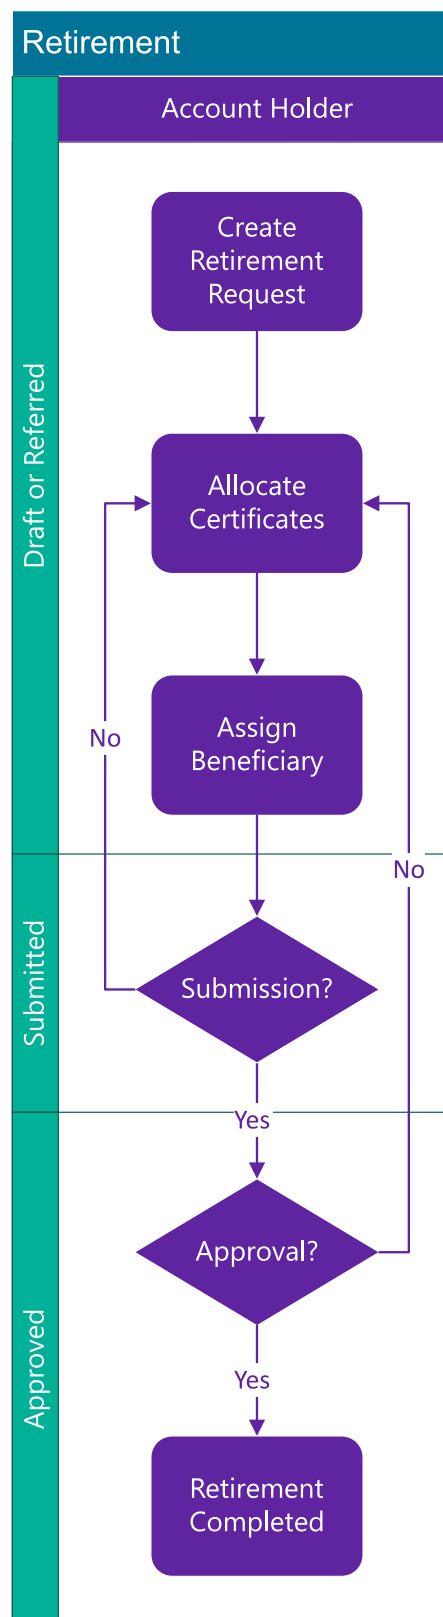 Retirement
Account Holder
Draft or Referred
Create
Retirement
Request
Allocate
Certificates
Assign
Beneficiary
No
No
Submitted
Submission?
Yes
Approved
Approval?
Yes
Retirement
Completed